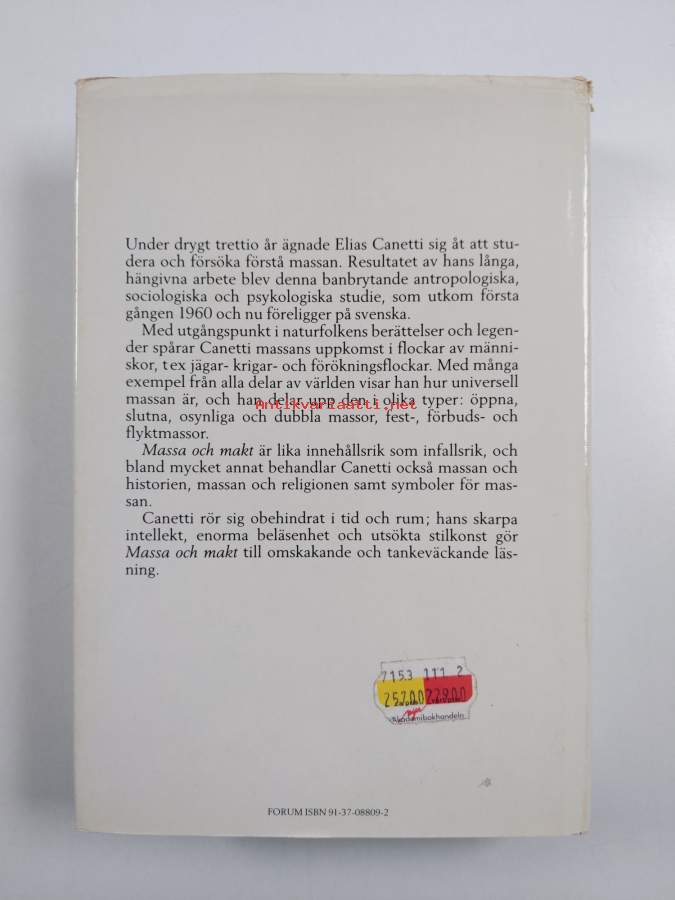 Under drygt trettio år ägnade Elias Canetti sig åt att stu-
dera och försöka förstå massan. Resultatet av hans långa,
hängivna arbete blev denna banbrytande antropologiska,
sociologiska och psykologiska studie, som utkom första
gången 1960 och nu föreligger på svenska.
Med utgångspunkt i naturfolkens berättelser och legen-
der spårar Canetti massans uppkomst i flockar av männi-
skor, t ex jägar- krigar- och förökningsflockar. Med många
exempel från alla delar av världen visar han hur universell
massan är, och han delar upp den i olika typer: öppna,
Antikvariaatti.net
slutna, osynliga och dubbla massor, fest-, förbuds- och
flyktmassor.
Massa och makt är lika innehållsrik som infallsrik, och
bland mycket annat behandlar Canetti också massan och
historien, massan och religionen samt symboler för mas-
san.
Canetti rör sig obehindrat i tid och rum; hans skarpa
intellekt, enorma beläsenhet och utsökta stilkonst gör
Massa och makt till omskakande och tankeväckande läs-
ning.
7153 111 2
25700 22900
Akademibokhandeln
FORUM ISBN 91-37-08809-2